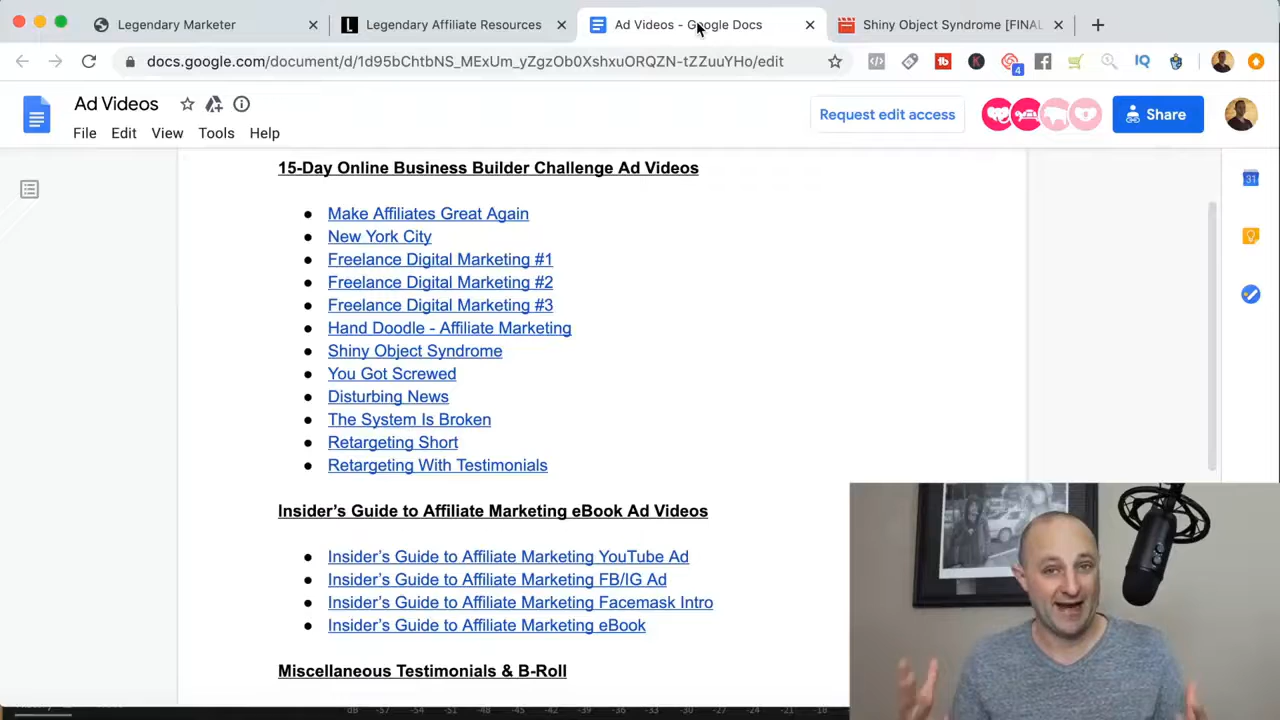 Legendary Marketer
Legendary Affiliate Resources
Ad Videos - Google Docs
Shiny Object Syndrome [FINAL
docs.google.com/document/d/1d95bChtbNS_MExUm_yZgzOb0XshxuORQZN-tZZuuYHo/edit
4
IQ
Ad Videos
File Edit View Tools Help
Request edit access
Share
31
15-Day Online Business Builder Challenge Ad Videos
Make Affiliates Great Again
New York City
Freelance Digital Marketing #1
Freelance Digital Marketing #2
Freelance Digital Marketing #3
Hand Doodle - Affiliate Marketing
Shiny Object Syndrome
You Got Screwed
Disturbing News
The System Is Broken
Retargeting Short
Retargeting With Testimonials
Insider's Guide to Affiliate Marketing eBook Ad Videos
Insider's Guide to Affiliate Marketing YouTube Ad
Insider's Guide to Affiliate Marketing FB/IG Ad
Insider's Guide to Affiliate Marketing Facemask Intro
Insider's Guide to Affiliate Marketing eBook
Miscellaneous Testimonials & B-Roll